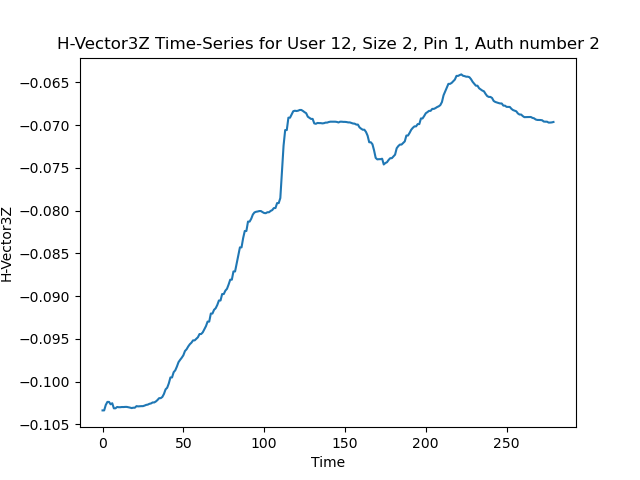 H-Vector3Z Time-Series for User 12, Size 2, Pin 1, Auth number 2
−0.065
−0.070
−0.075
−0.080
−0.085
−0.090
−0.095
−0.100
−0.105
H-Vector3Z
0 50 100 150 200 250
Time